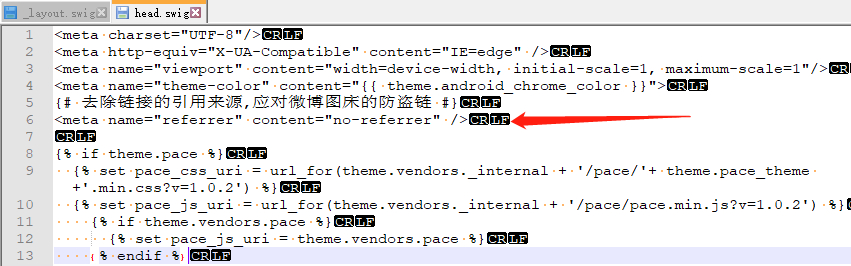 _layout.swig head.swig
1 <meta charset="UTF-8"/>CRLF
2 <meta http-equiv="X-UA-Compatible" content="IE=edge" />CRLF
3 <meta name="viewport" content="width=device-width, initial-scale=1, maximum-scale=1"/>CRLF
4 <meta name="theme-color" content="{{ theme.android_chrome_color }}">CRLF
5 {# 去除链接的引用来源,应对微博图床的防盗链 #}CRLF
6 <meta name="referrer" content="no-referrer" />CRLF
7 CRLF
8 {% if theme.pace %}CRLF
9 {% set pace_css_uri = url_for(theme.vendors._internal + '/pace/'+ theme.pace_theme
+'.min.css?v=1.0.2') %}CRLF
10 {% set pace_js_uri = url_for(theme.vendors._internal + '/pace/pace.min.js?v=1.0.2') %}CRLF
11 {% if theme.vendors.pace %}CRLF
12 {% set pace_js_uri = theme.vendors.pace %}CRLF
13 {% endif %}CRLF